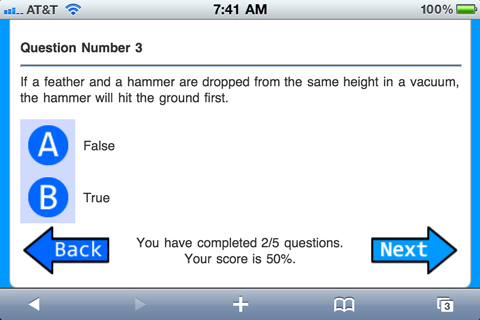 AT&T 7:41 AM 100%
Question Number 3
If a feather and a hammer are dropped from the same height in a vacuum,
the hammer will hit the ground first.
A False
B True
Back You have completed 2/5 questions. Next
Your score is 50%.
3